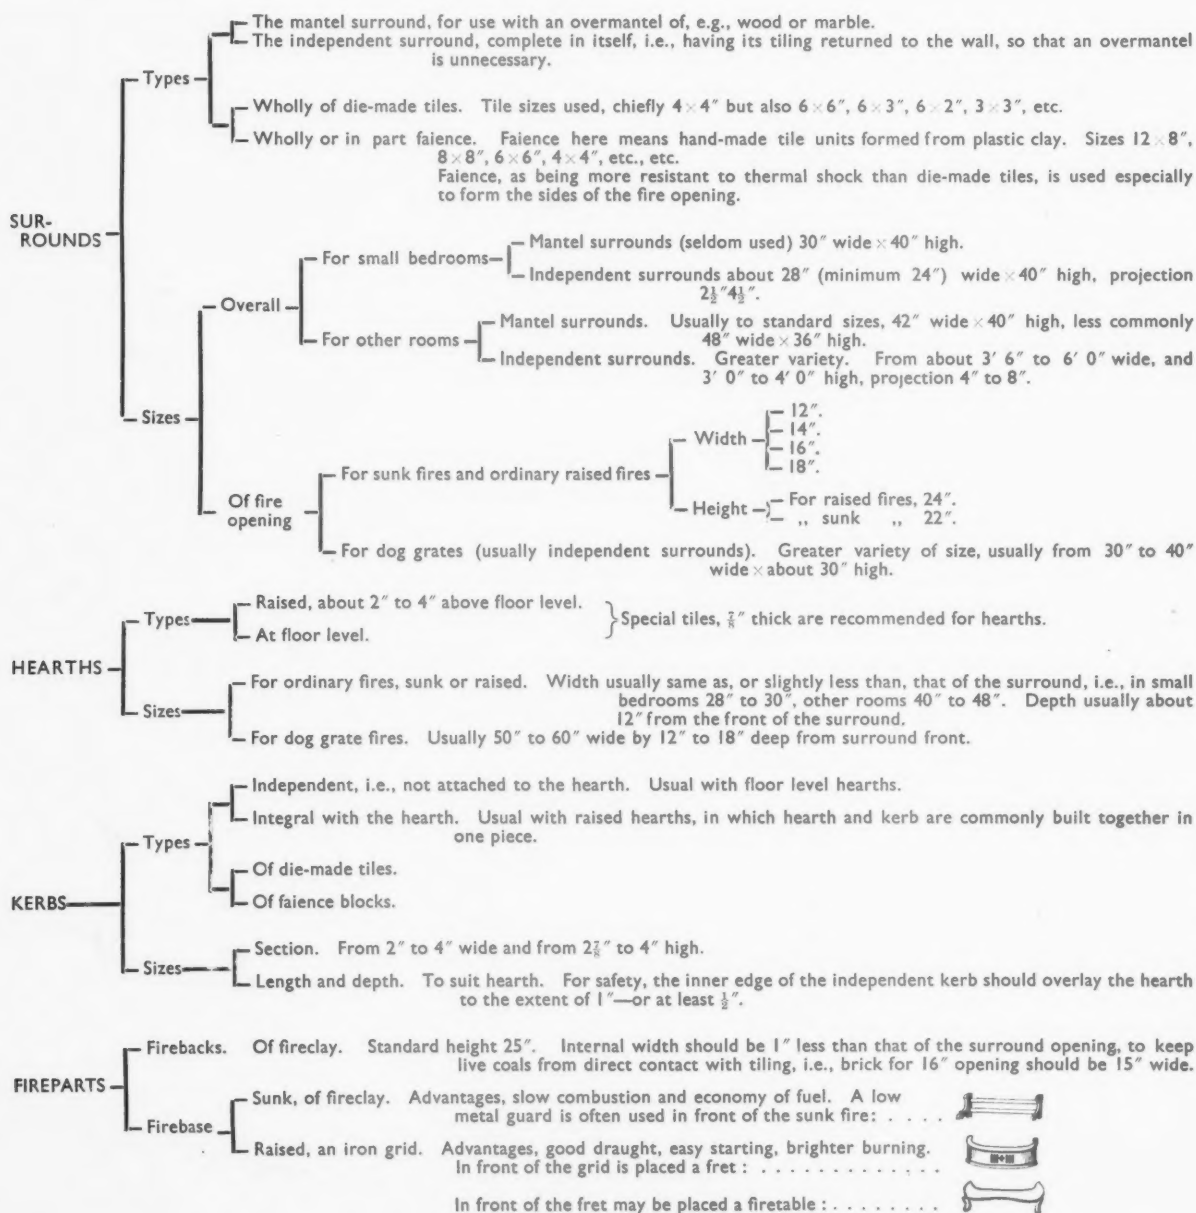 The mantel surround, for use with an overmantel of, e.g., wood or marble.
The independent surround, complete in itself, i.e., having its tiling returned to the wall, so that an overmantel
is unnecessary.
Types
Wholly of die-made tiles. Tile sizes used, chiefly 4×4″ but also 6×6″, 6×3″, 6×2″, 3×3″, etc.
Wholly or in part faience. Faience here means hand-made tile units formed from plastic clay. Sizes 12×8″,
8×8″, 6×6″, 4×4″, etc., etc.
Faience, as being more resistant to thermal shock than die-made tiles, is used especially
to form the sides of the fire opening.
SUR-
ROUNDS
Mantel surrounds (seldom used) 30″ wide×40″ high.
For small bedrooms
Independent surrounds about 28″ (minimum 24″) wide×40″ high, projection
2½″4½″.
Overall
Mantel surrounds. Usually to standard sizes, 42″ wide×40″ high, less commonly
48″ wide×36″ high.
For other rooms
Independent surrounds. Greater variety. From about 3′ 6″ to 6′ 0″ wide, and
3′ 0″ to 4′ 0″ high, projection 4″ to 8″.
Sizes
12″.
14″.
Width
16″.
18″.
For sunk fires and ordinary raised fires
Of fire
opening
Height
For raised fires, 24″.
,, sunk ,, 22″.
For dog grates (usually independent surrounds). Greater variety of size, usually from 30″ to 40″
wide×about 30″ high.
Raised, about 2″ to 4″ above floor level.
Types
Special tiles, ⅞″ thick are recommended for hearths.
At floor level.
HEARTHS
For ordinary fires, sunk or raised. Width usually same as, or slightly less than, that of the surround, i.e., in small
bedrooms 28″ to 30″, other rooms 40″ to 48″. Depth usually about
12″ from the front of the surround.
Sizes
For dog grate fires. Usually 50″ to 60″ wide by 12″ to 18″ deep from surround front.
Independent, i.e., not attached to the hearth. Usual with floor level hearths.
Integral with the hearth. Usual with raised hearths, in which hearth and kerb are commonly built together in
one piece.
Types
Of die-made tiles.
Of faience blocks.
KERBS
Section. From 2″ to 4″ wide and from 2⅞″ to 4″ high.
Sizes
Length and depth. To suit hearth. For safety, the inner edge of the independent kerb should overlay the hearth
to the extent of 1″—or at least ½″.
Firebacks. Of fireclay. Standard height 25″. Internal width should be 1″ less than that of the surround opening, to keep
live coals from direct contact with tiling, i.e., brick for 16″ opening should be 15″ wide.
FIREPARTS
Sunk, of fireclay. Advantages, slow combustion and economy of fuel. A low
metal guard is often used in front of the sunk fire: . . . .
Firebase
Raised, an iron grid. Advantages, good draught, easy starting, brighter burning.
In front of the grid is placed a fret : . . . . . . . . . . . . .
In front of the fret may be placed a firetable : . . . . . . . .